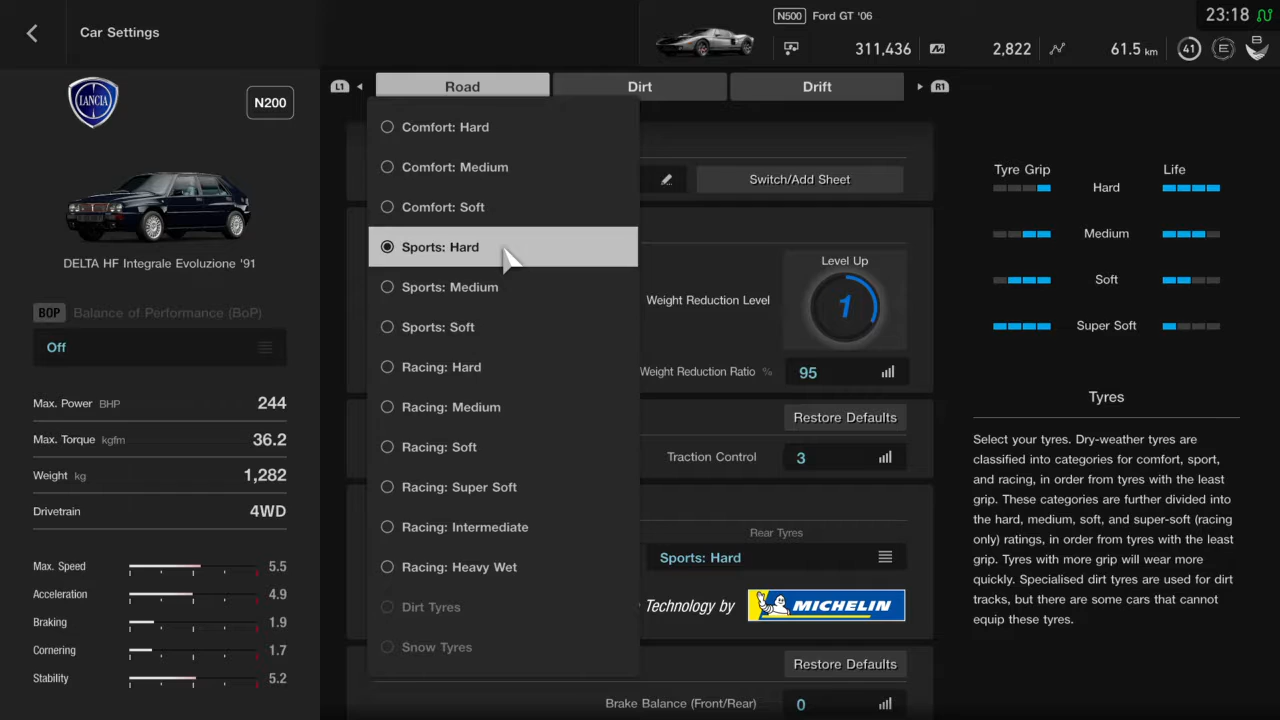 Car Settings
N500 Ford GT '06
23:18
311,436
2,822
61.5 km
41
E
B
LANCIA
N200
DELTA HF Integrale Evoluzione '91
BOP Balance of Performance (BoP)
Off
Max. Power BHP 244
Max. Torque kgfm 36.2
Weight kg 1,282
Drivetrain 4WD
Max. Speed 5.5
Acceleration 4.9
Braking 1.9
Cornering 1.7
Stability 5.2
L1 Road Dirt Drift R1
Comfort: Hard
Comfort: Medium
Comfort: Soft
Sports: Hard
Sports: Medium
Sports: Soft
Racing: Hard
Racing: Medium
Racing: Soft
Racing: Super Soft
Racing: Intermediate
Racing: Heavy Wet
Dirt Tyres
Snow Tyres
Switch/Add Sheet
Level Up
Weight Reduction Level 1
Weight Reduction Ratio % 95
Restore Defaults
Traction Control 3
Rear Tyres
Sports: Hard
Technology by MICHELIN
Restore Defaults
Brake Balance (Front/Rear) 0
Tyre Grip Life
Hard
Medium
Soft
Super Soft
Tyres
Select your tyres. Dry-weather tyres are
classified into categories for comfort, sport,
and racing, in order from tyres with the least
grip. These categories are further divided into
the hard, medium, soft, and super-soft (racing
only) ratings, in order from tyres with the least
grip. Tyres with more grip will wear more
quickly. Specialised dirt tyres are used for dirt
tracks, but there are some cars that cannot
equip these tyres.